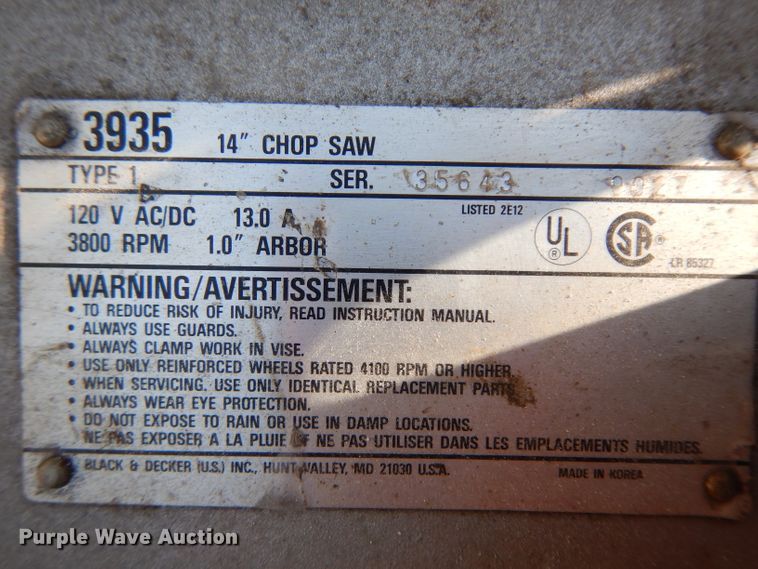 3935 14" CHOP SAW
TYPE 1 SER. 35643
120 V AC/DC 13.0 A LISTED 2E12 UL ® SA ®
3800 RPM 1.0" ARBOR LR 85327
WARNING/AVERTISSEMENT:
• TO REDUCE RISK OF INJURY, READ INSTRUCTION MANUAL.
• ALWAYS USE GUARDS.
• ALWAYS CLAMP WORK IN VISE.
• USE ONLY REINFORCED WHEELS RATED 4100 RPM OR HIGHER
• WHEN SERVICING, USE ONLY IDENTICAL REPLACEMENT PARTS
• ALWAYS WEAR EYE PROTECTION.
• DO NOT EXPOSE TO RAIN OR USE IN DAMP LOCATIONS.
NE PAS EXPOSER A LA PLUIE ET NE PAS UTILISER DANS LES EMPLACEMENTS HUMIDES.
BLACK & DECKER (U.S.) INC., HUNT VALLEY, MD 21030 U.S.A. MADE IN KOREA
Purple Wave Auction